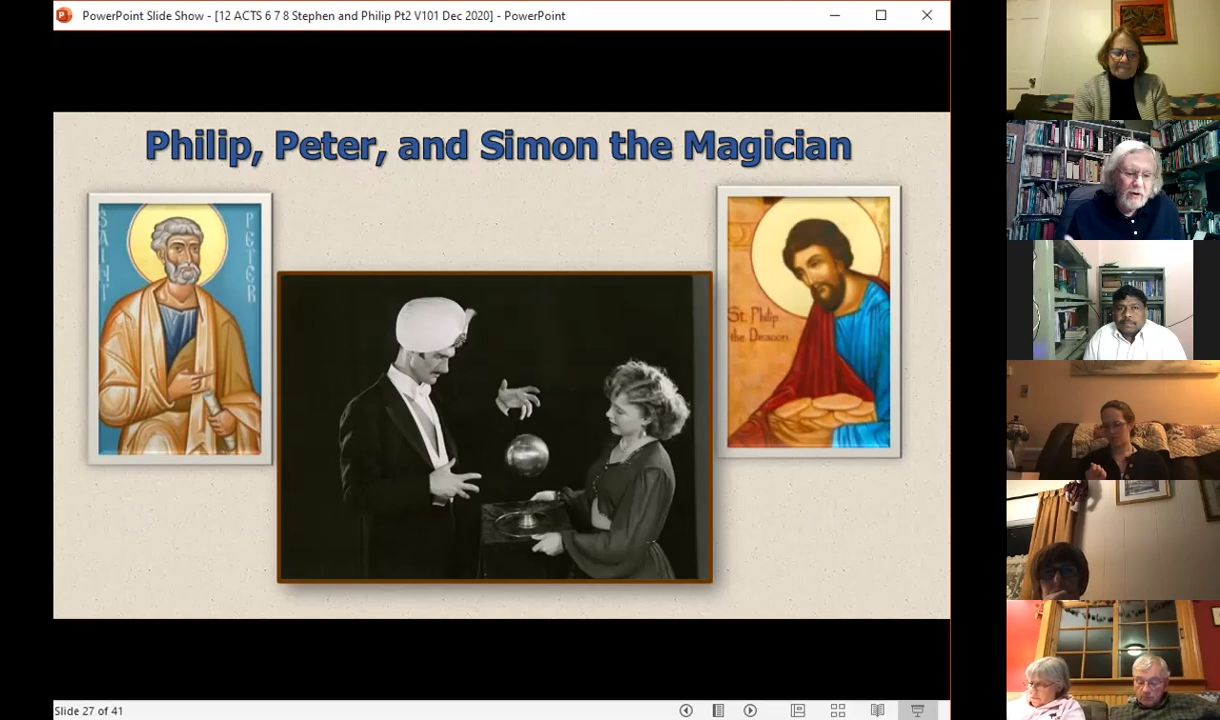 PowerPoint Slide Show - [12 ACTS 6 7 8 Stephen and Philip Pt2 V101 Dec 2020] - PowerPoint
Philip, Peter, and Simon the Magician
SAINT
PETER
St. Philip
the Deacon
Slide 27 of 41